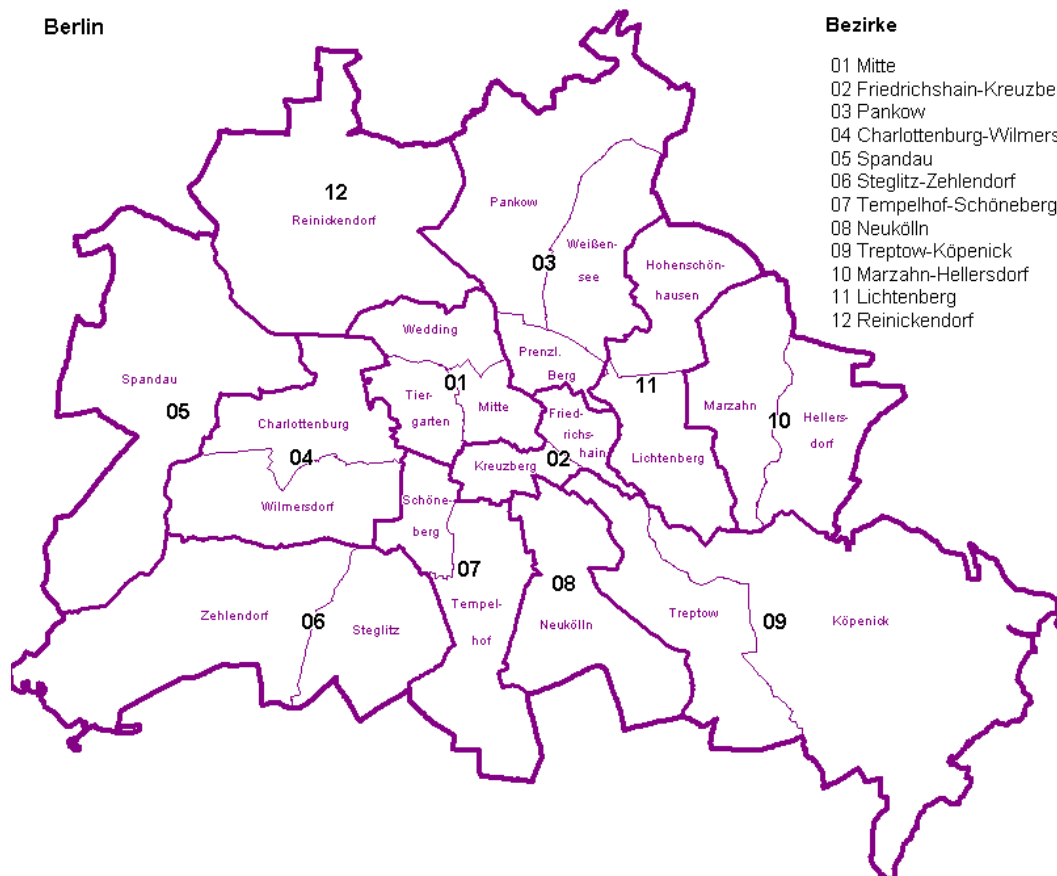 Berlin
Bezirke
01 Mitte
02 Friedrichshain-Kreuzbe
03 Pankow
04 Charlottenburg-Wilmers
05 Spandau
06 Steglitz-Zehlendorf
07 Tempelhof-Schöneberg
08 Neukölln
09 Treptow-Köpenick
10 Marzahn-Hellersdorf
11 Lichtenberg
12 Reinickendorf
12
Reinickendorf
Pankow
03
Weißen-
see
Hohenschön-
hausen
Wedding
Prenzl.
Berg
01
Tier-
garten
Mitte
11
Spandau
05
Charlottenburg
04
Wilmersdorf
Fried-
richs-
hain
02
Kreuzberg
Lichtenberg
Marzahn
10
Hellers-
dorf
Schöne-
berg
07
Tempel-
hof
08
Neukölln
Zehlendorf
06
Steglitz
Treptow
09
Köpenick